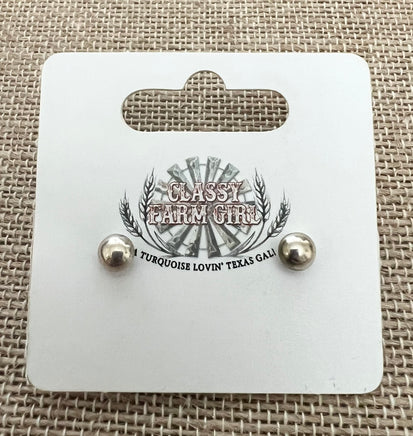 CLASSY
FARM GIRL
TURQUOISE LOVIN' TEXAS GAL